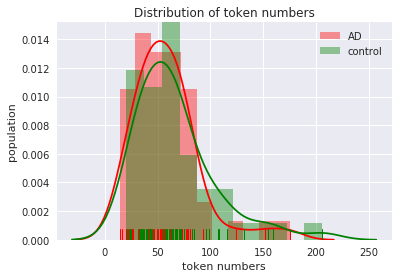 Distribution of token numbers
AD
control
population
0.014
0.012
0.010
0.008
0.006
0.004
0.002
0.000
0 50 100 150 200 250
token numbers